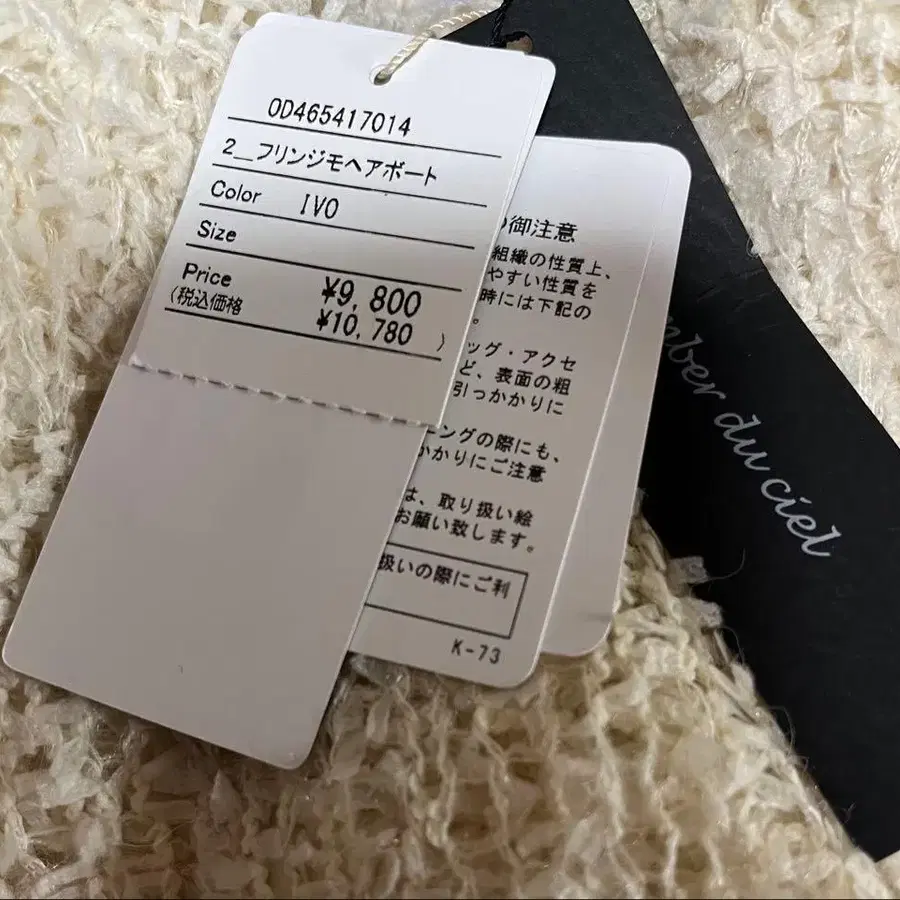 OD465417014
2_フリンジモヘアボート
Color IVO
Size
Price ¥9,800
(税込価格 ¥10,780 )
御注意
組織の性質上、
やすい性質を
時には下記の
。
ッグ・アクセ
ど、表面の粗
引っかかりに
ーングの際にも、
かかりにご注意
は、取り扱い絵
お願い致します。
扱いの際にご利
K-73
mber du ciel